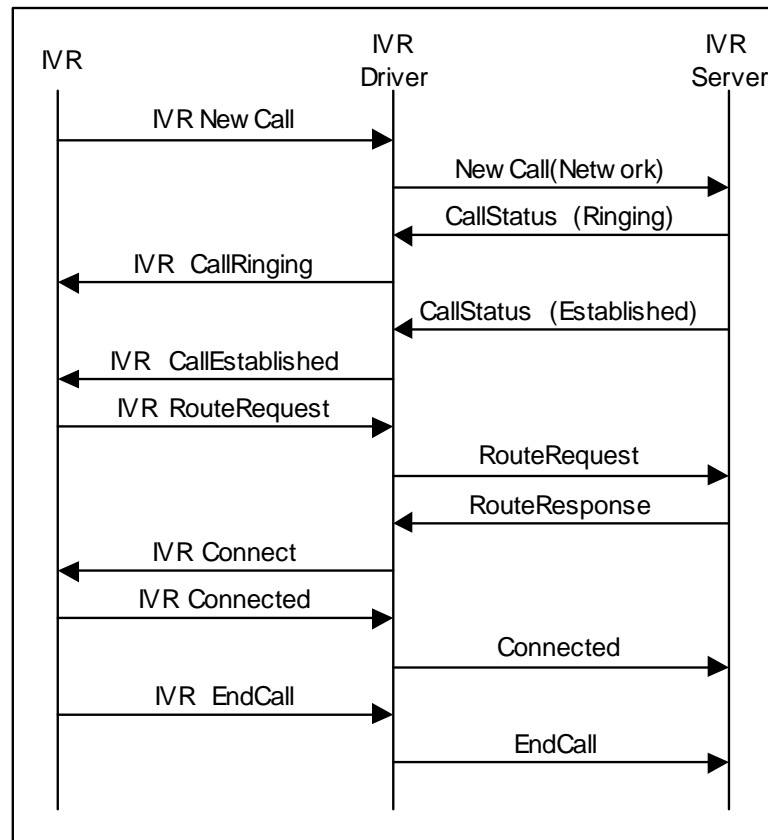 IVR
IVR
Driver
IVR
Server
IVR New Call
New Call(Network)
CallStatus (Ringing)
IVR CallRinging
CallStatus (Established)
IVR CallEstablished
IVR RouteRequest
RouteRequest
RouteResponse
IVR Connect
IVR Connected
Connected
IVR EndCall
EndCall